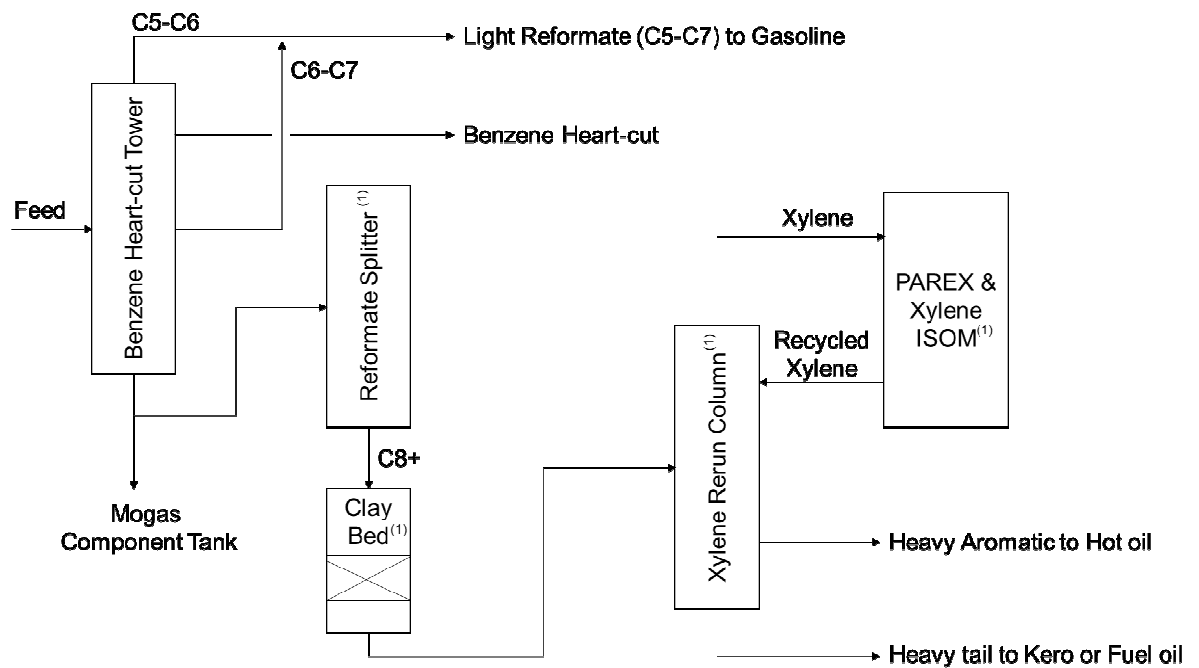 C5-C6
Light Reformate (C5-C7) to Gasoline
C6-C7
Benzene Heart-cut Tower
Benzene Heart-cut
Feed
Reformate Splitter (1)
Xylene
PAREX &
Xylene
ISOM(1)
Recycled
Xylene
Xylene Rerun Column(1)
C8+
Clay
Bed(1)
Mogas
Component Tank
Heavy Aromatic to Hot oil
Heavy tail to Kero or Fuel oil